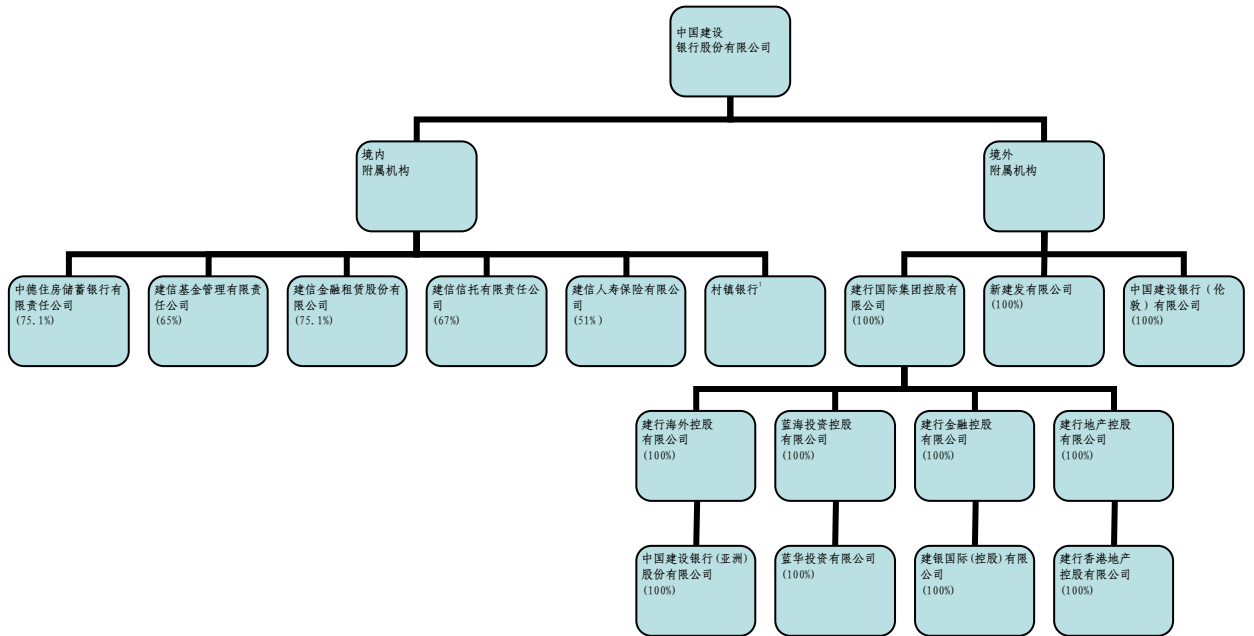 中国建设
银行股份有限公司
境内
附属机构
境外
附属机构
中德住房储蓄银行有
限责任公司
(75.1%)
建信基金管理有限责
任公司
(65%)
建信金融租赁股份有
限公司
(75.1%)
建信信托有限责任公
司
(67%)
建信人寿保险有限公
司
(51%)
村镇银行¹
建行国际集团控股有
限公司
(100%)
新建发有限公司
(100%)
中国建设银行（伦
敦）有限公司
(100%)
建行海外控股
有限公司
(100%)
蓝海投资控股
有限公司
(100%)
建行金融控股
有限公司
(100%)
建行地产控股
有限公司
(100%)
中国建设银行(亚洲)
股份有限公司
(100%)
蓝华投资有限公司
(100%)
建银国际(控股)有限
公司
(100%)
建行香港地产
控股有限公司
(100%)